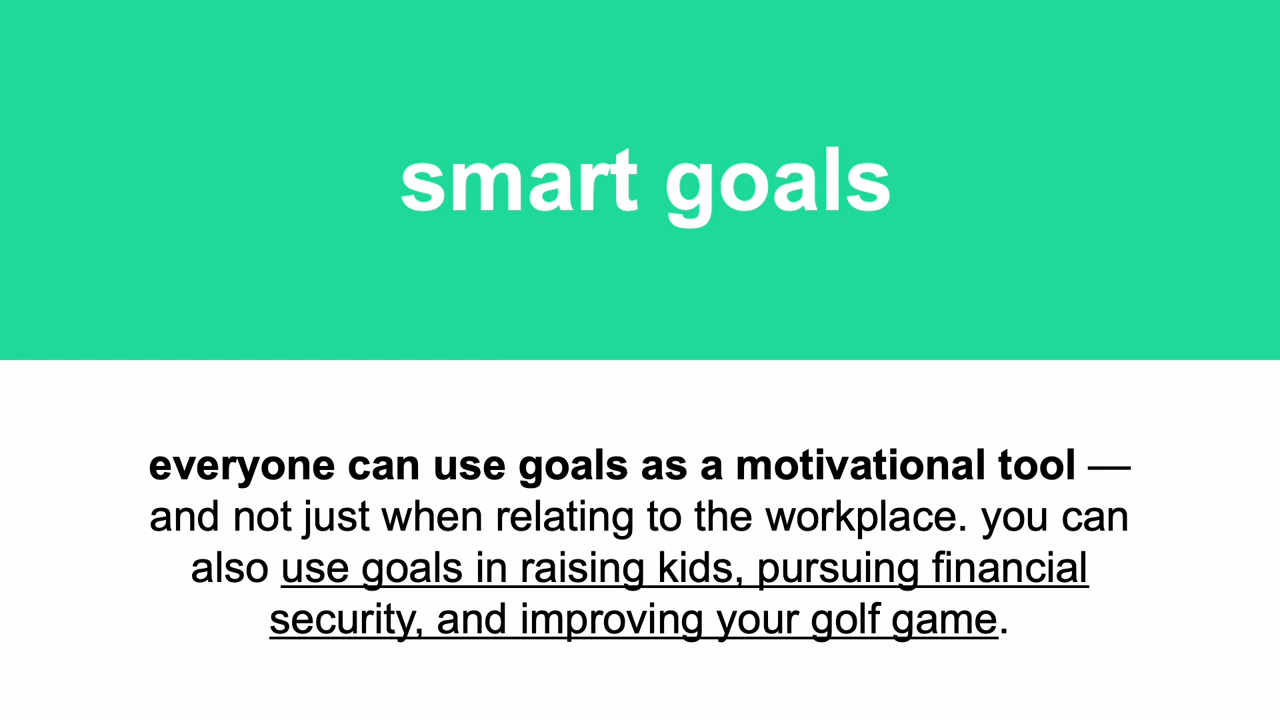 smart goals
everyone can use goals as a motivational tool —
and not just when relating to the workplace. you can
also use goals in raising kids, pursuing financial
security, and improving your golf game.